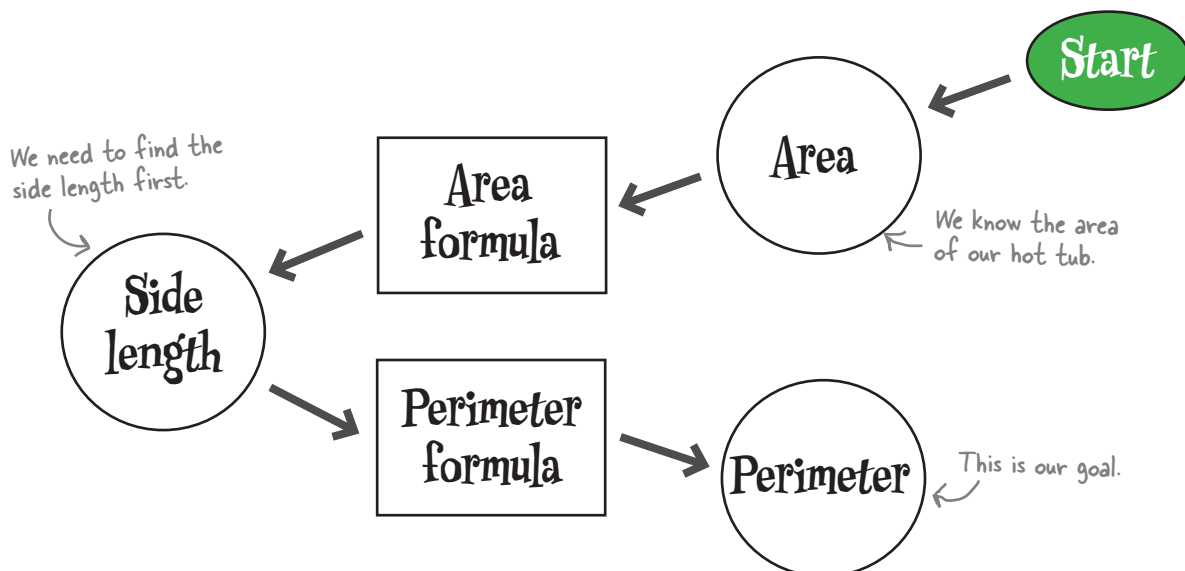 Start
Area
We know the area
of our hot tub.
Area
formula
We need to find the
side length first.
Side
length
Perimeter
formula
Perimeter
This is our goal.